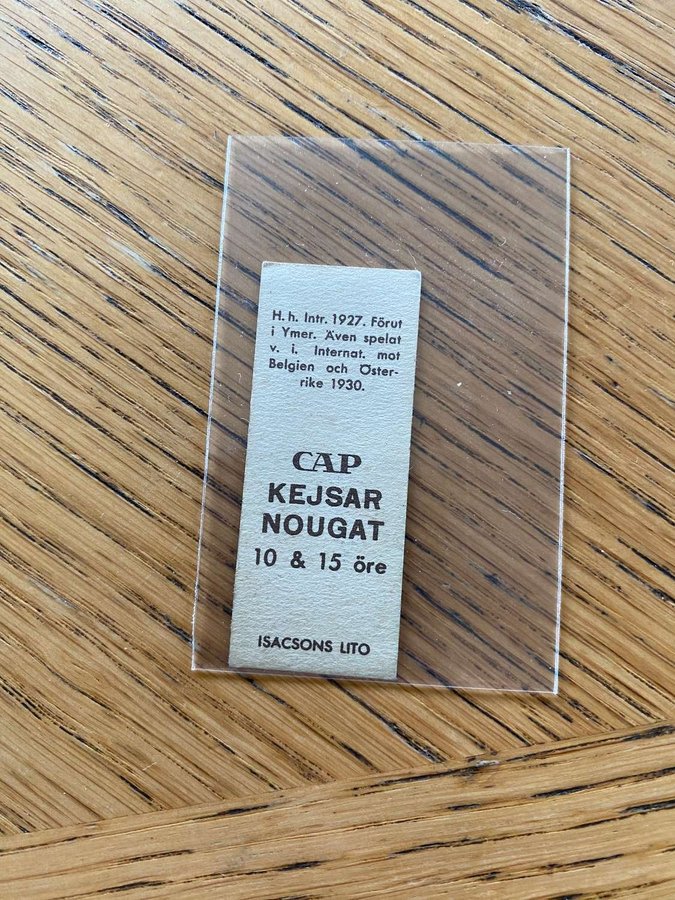 H. h. Intr. 1927. Förut
i Ymer. Även spelat
v. i. Internat. mot
Belgien och Öster-
rike 1930.
CAP
KEJSAR
NOUGAT
10 & 15 öre
ISACSONS LITO